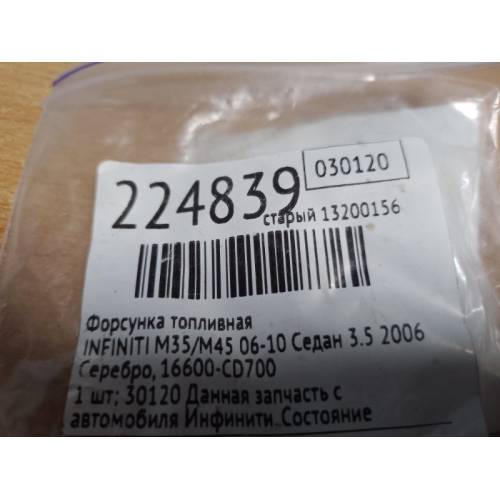 030120
224839
старый 13200156
Форсунка топливная
INFINITI M35/M45 06-10 Седан 3.5 2006
Серебро, 16600-CD700
1 шт; 30120 Данная запчасть с
автомобиля Инфинити. Состояние